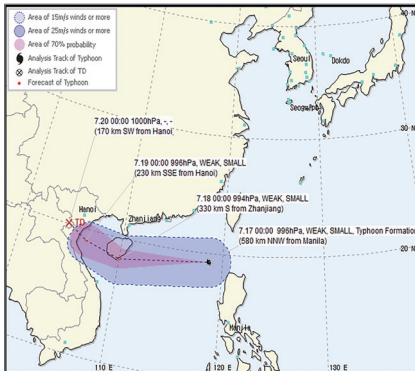 Area of 15m/s winds or more
Area of 25m/s winds or more
Area of 70% probability
Analysis Track of Typhoon
Analysis Track of TD
Forecast of Typhoon
40 N
Seoul
Dokdo
Seogwipo
7.20 00:00 1000hPa, -, -
(170 km SW from Hanoi)
30 N
7.19 00:00 996hPa, WEAK, SMALL
(230 km SSE from Hanoi)
7.18 00:00 994hPa, WEAK, SMALL
(330 km S from Zhanjiang)
Hanoi
TD
Zhanjiang
7.17 00:00 996hPa, WEAK, SMALL, Typhoon Formation
(580 km NNW from Manila)
20 N
Manila
110 E
120 E
130 E